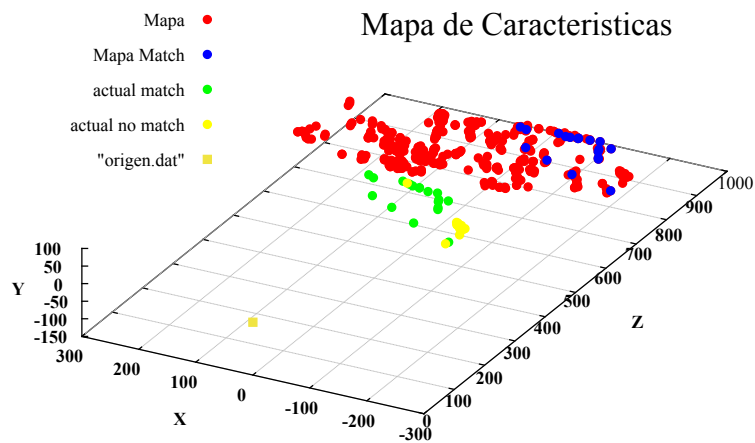 Mapa de Caracteristicas
Mapa
Mapa Match
actual match
actual no match
"origen.dat"
100
50
0
-50
-100
-150
Y
300
200
100
0
-100
-200
-300
X
0
100
200
300
400
500
600
700
800
900
1000
Z